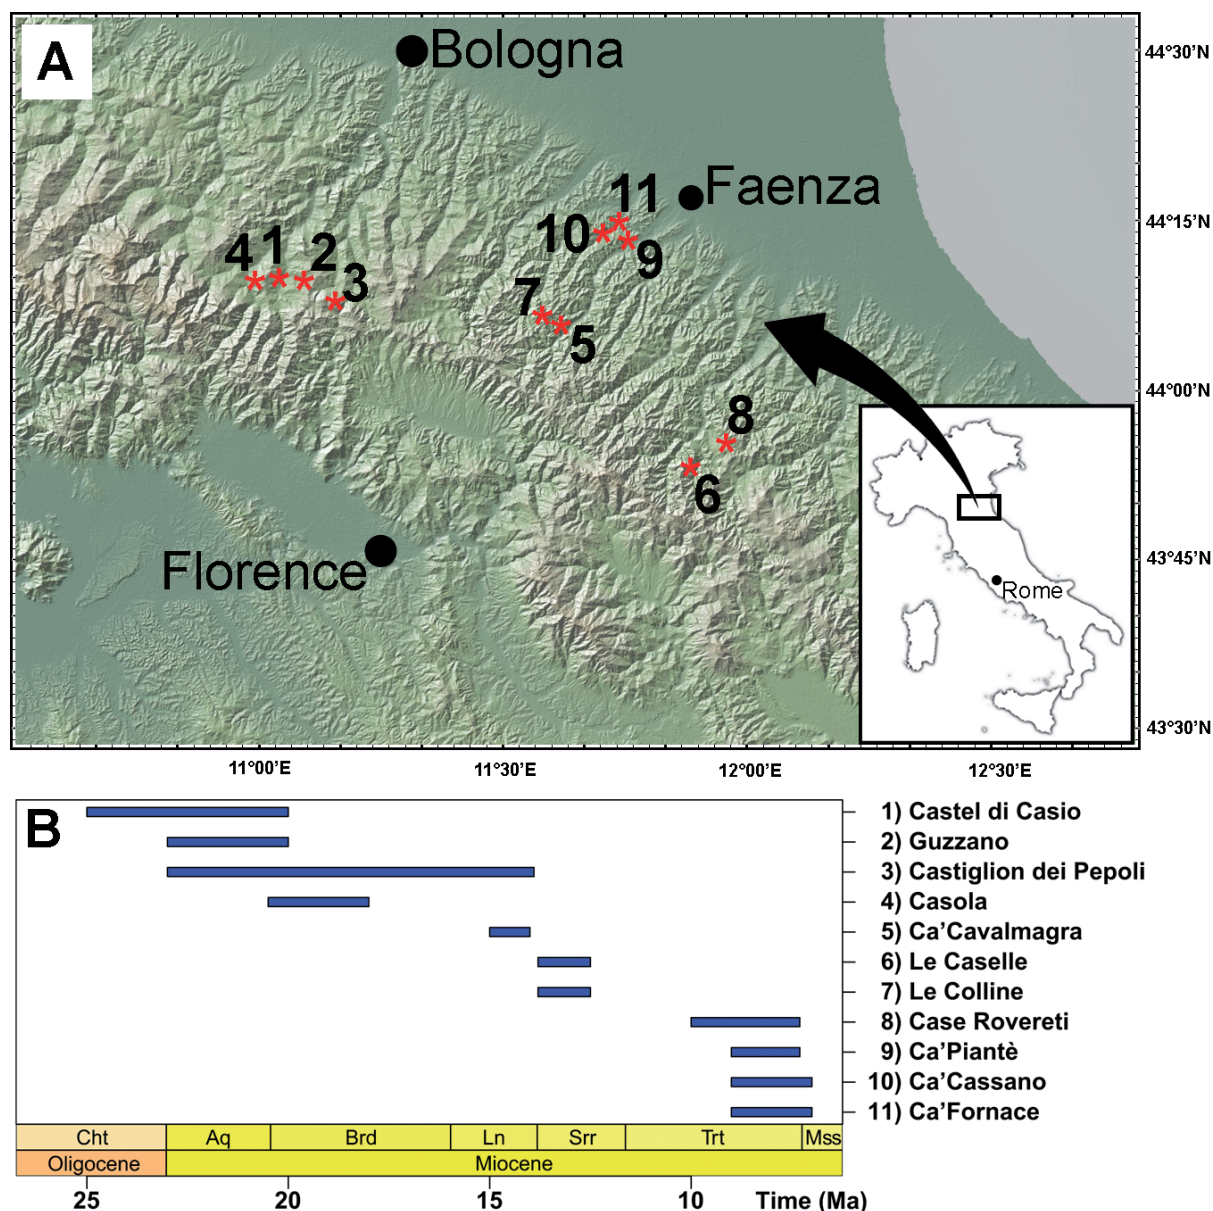 A
Bologna
44°30'N
Faenza
11
44°15'N
10
9
4 1 2
3
7
5
44°00'N
8
6
Florence
43°45'N
Rome
43°30'N
11°00'E 11°30'E 12°00'E 12°30'E
B
1) Castel di Casio
2) Guzzano
3) Castiglion dei Pepoli
4) Casola
5) Ca'Cavalmagra
6) Le Caselle
7) Le Colline
8) Case Rovereti
9) Ca'Piantè
10) Ca'Cassano
11) Ca'Fornace
Cht Aq Brd Ln Srr Trt Mss
Oligocene Miocene
25 20 15 10 Time (Ma)